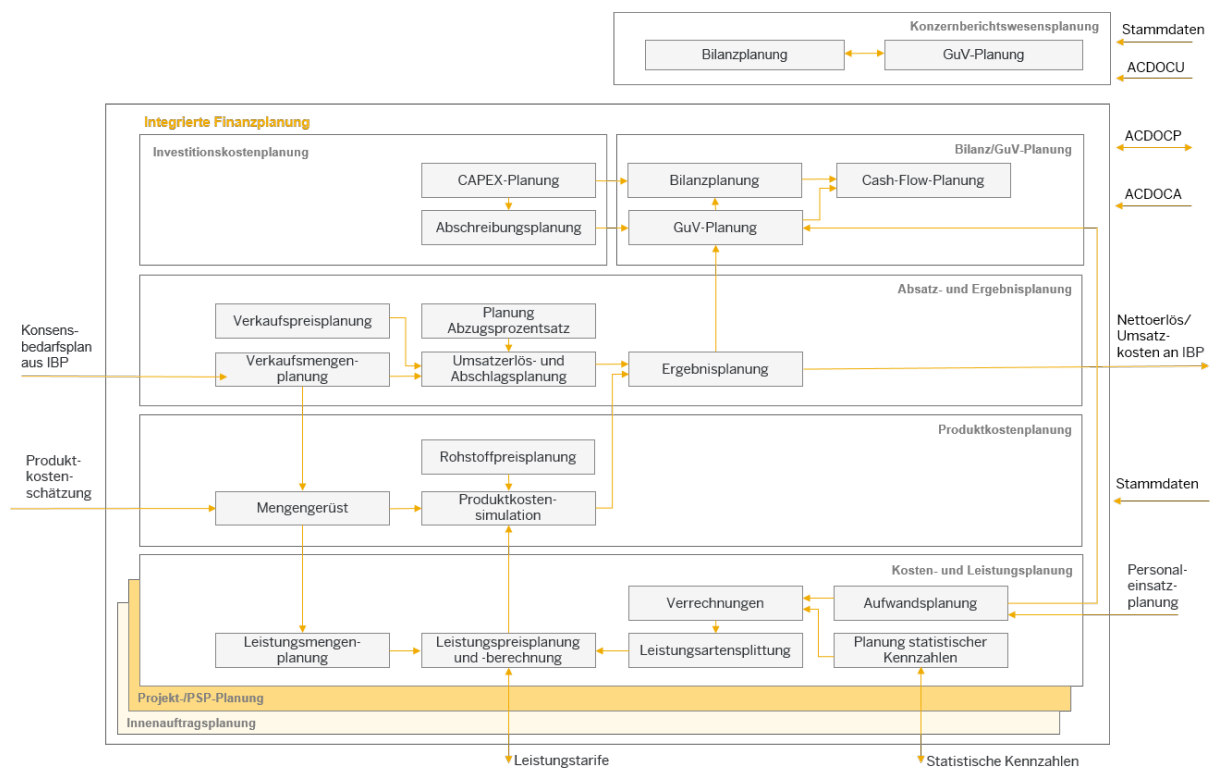 Konzernberichtswesensplanung
Bilanzplanung
GuV-Planung
Stammdaten
ACDOCU
Integrierte Finanzplanung
Investitionskostenplanung
CAPEX-Planung
Abschreibungsplanung
Bilanz/GuV-Planung
Bilanzplanung
Cash-Flow-Planung
GuV-Planung
ACDOCP
ACDOCA
Absatz- und Ergebnisplanung
Verkaufspreisplanung
Planung
Abzugsprozentsatz
Konsens-
bedarfsplan
aus IBP
Verkaufsmengen-
planung
Umsatzerlös- und
Abschlagsplanung
Ergebnisplanung
Nettoerlös/
Umsatz-
kosten an IBP
Produktkostenplanung
Rohstoffpreisplanung
Produkt-
kosten-
schätzung
Mengengerüst
Produktkosten-
simulation
Stammdaten
Kosten- und Leistungsplanung
Verrechnungen
Aufwandsplanung
Personal-
einsatz-
planung
Leistungsmengen-
planung
Leistungspreisplanung
und -berechnung
Leistungsartensplittung
Planung statistischer
Kennzahlen
Projekt-/PSP-Planung
Innenauftragsplanung
Leistungstarife
Statistische Kennzahlen